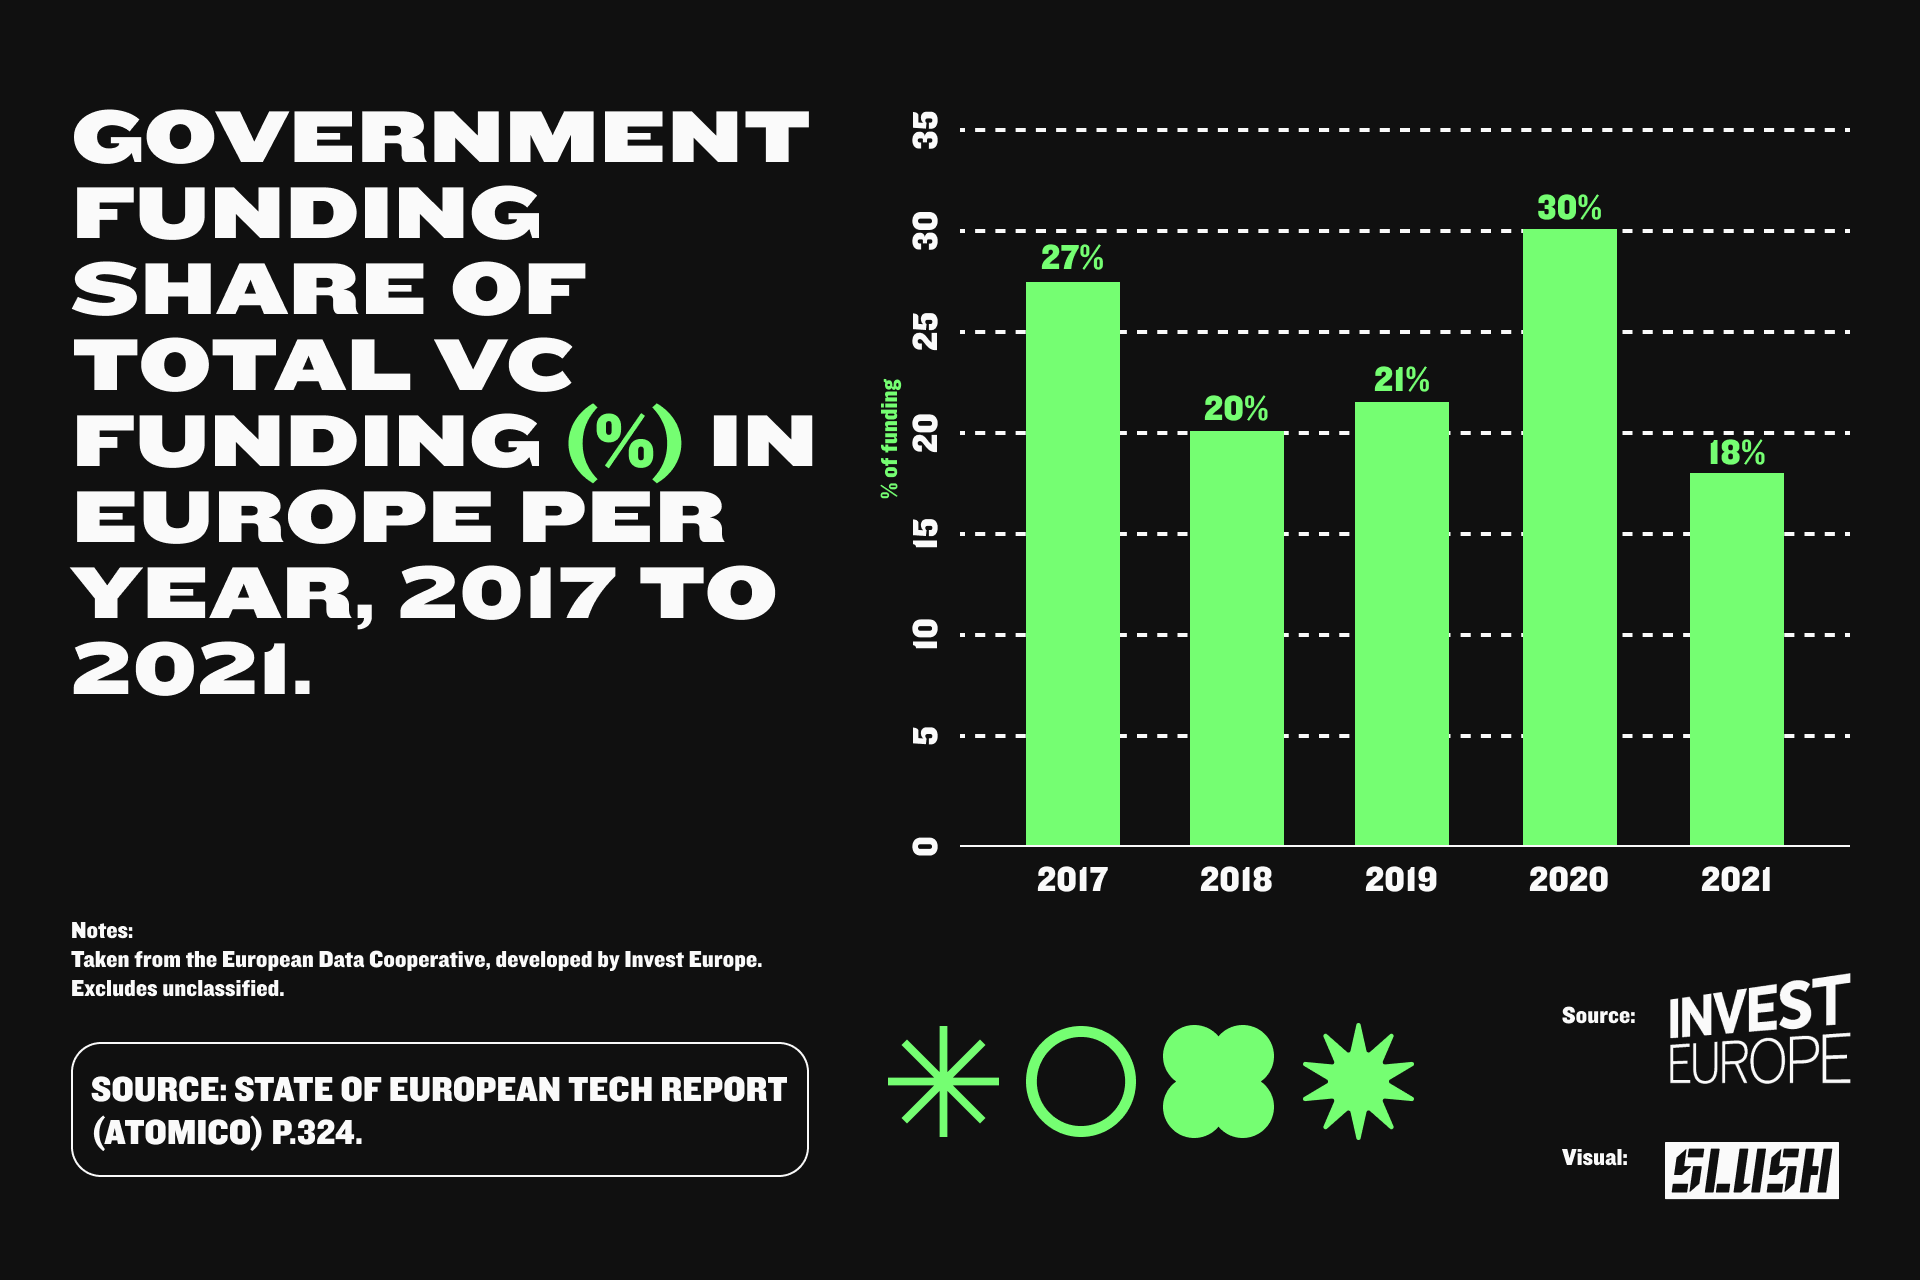 GOVERNMENT
FUNDING
SHARE OF
TOTAL VC
FUNDING (%) IN
EUROPE PER
YEAR, 2017 TO
2021.
% of funding
35
30
25
20
15
10
5
0
27%
20%
21%
30%
18%
2017 2018 2019 2020 2021
Notes:
Taken from the European Data Cooperative, developed by Invest Europe.
Excludes unclassified.
SOURCE: STATE OF EUROPEAN TECH REPORT
(ATOMICO) P.324.
Source:
INVEST
EUROPE
Visual:
SLUSH